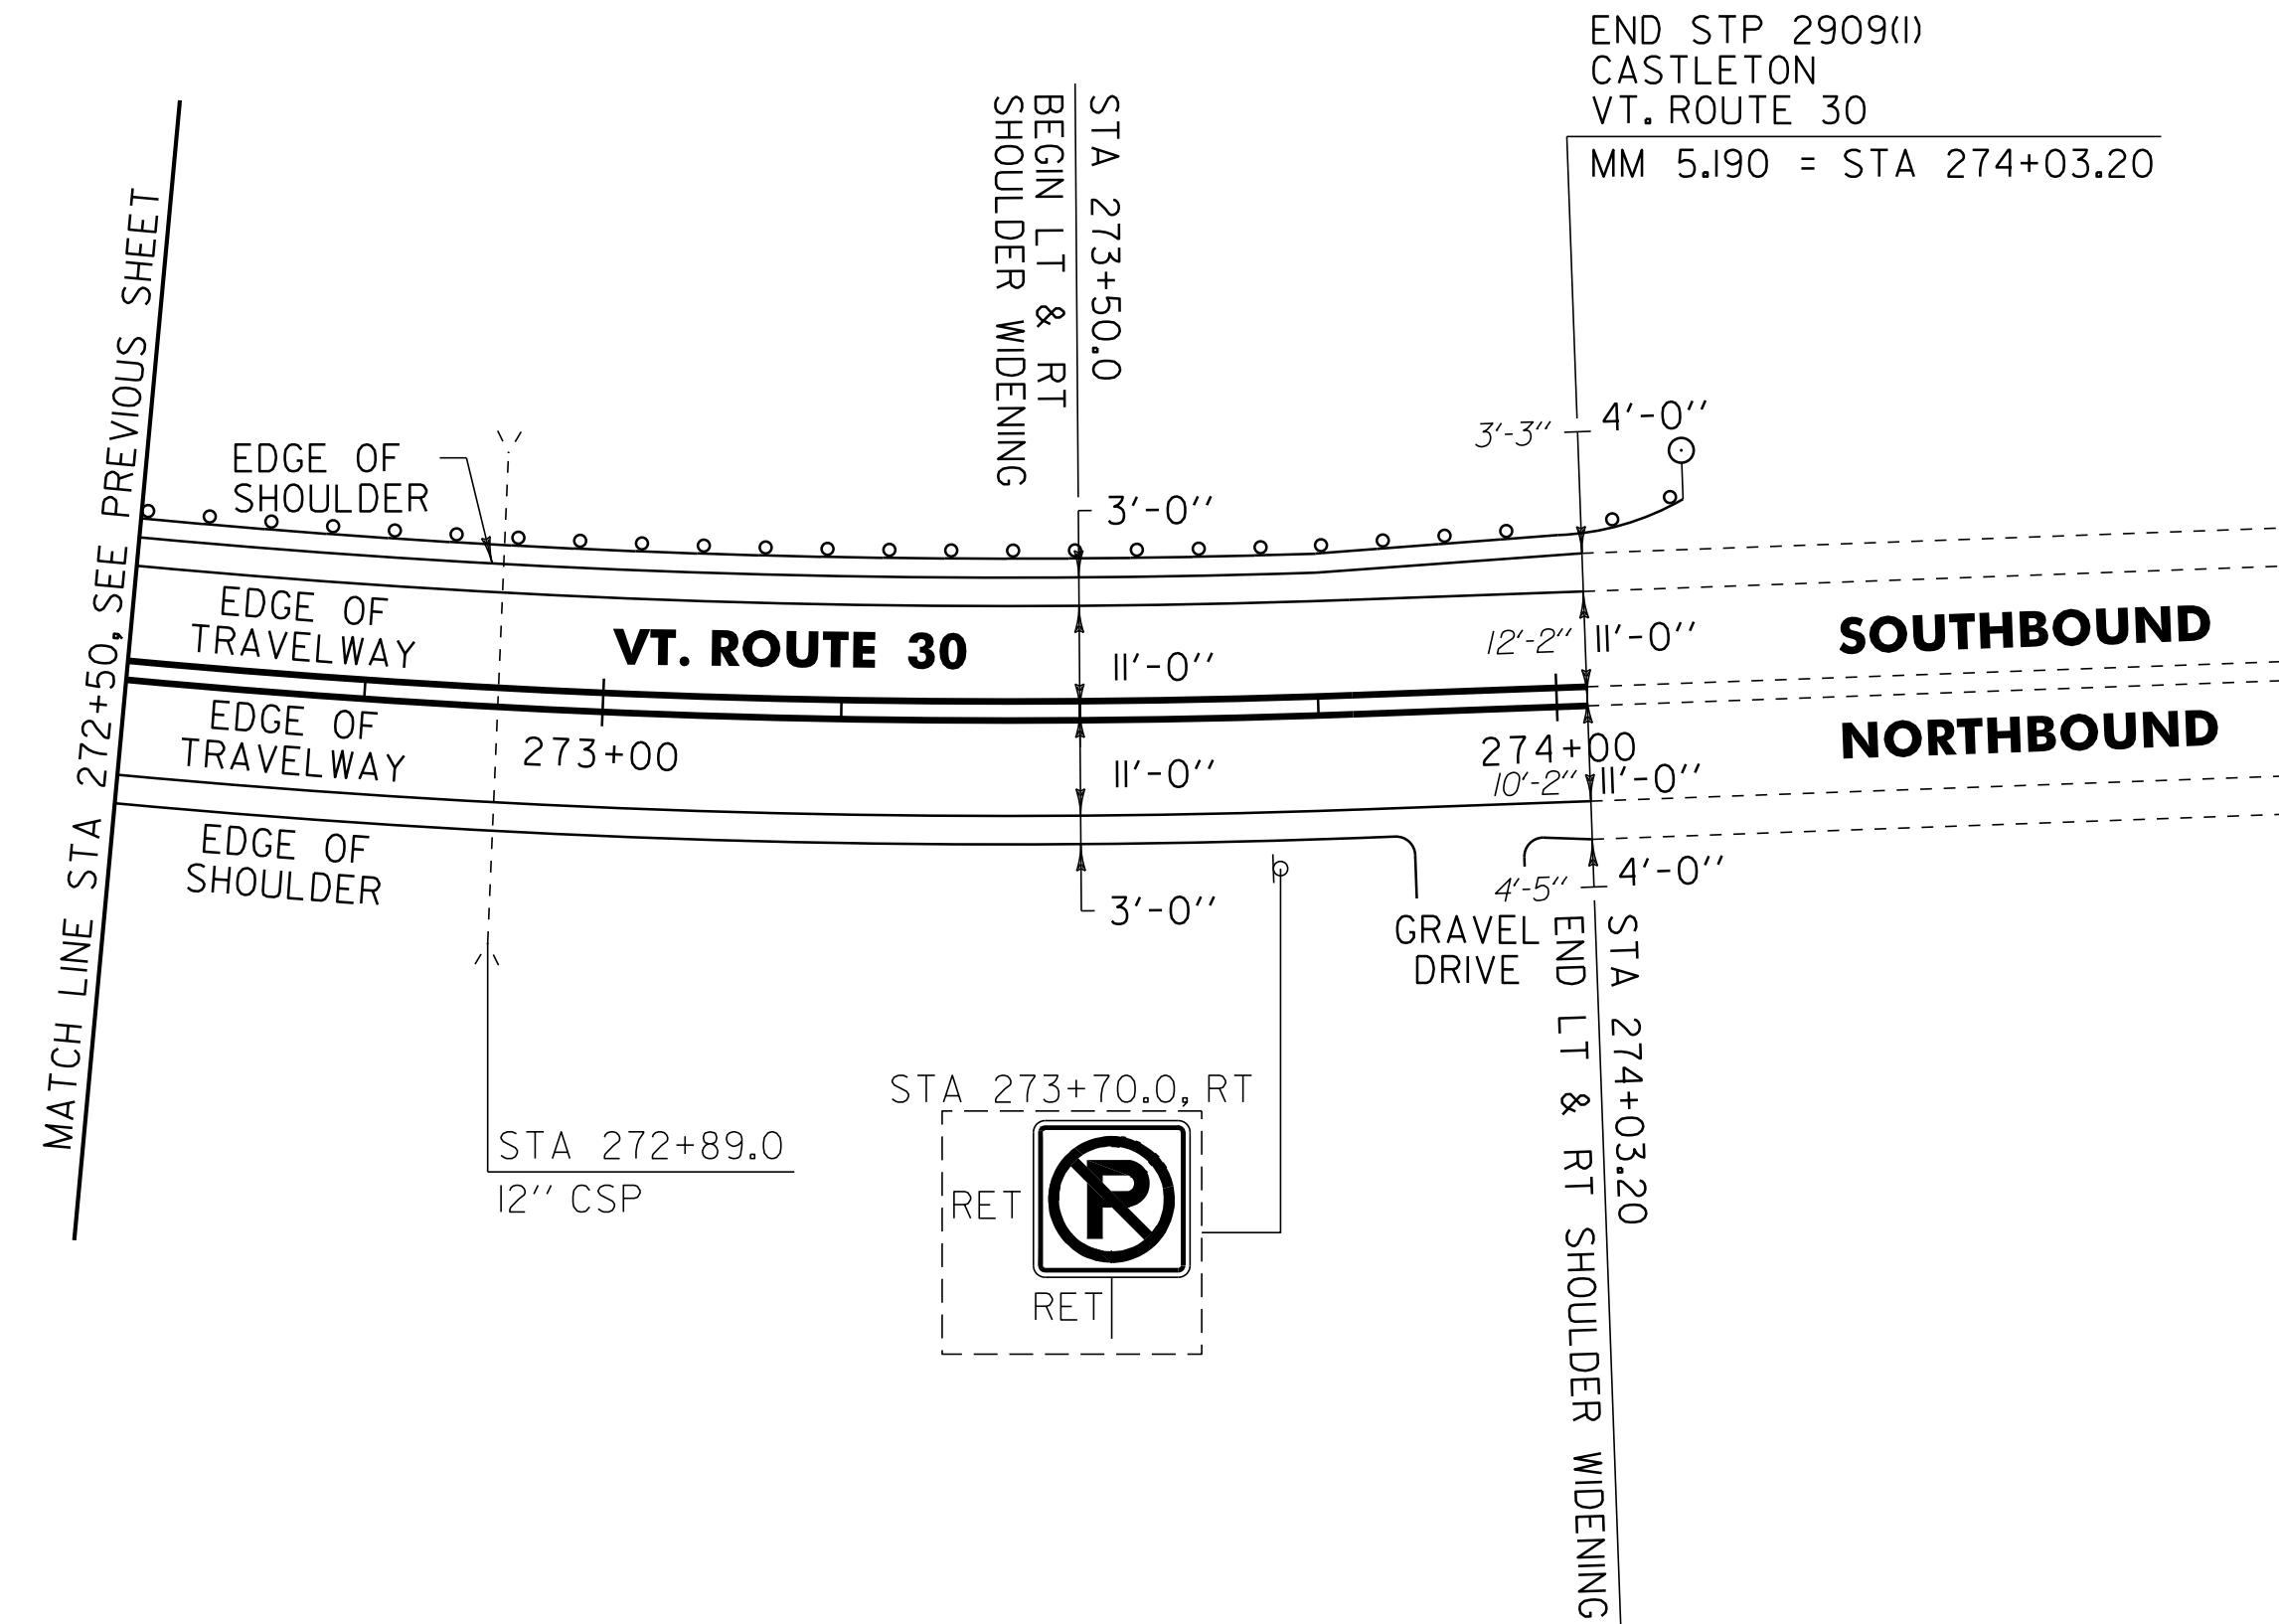 END STP 2909(1)
CASTLETON
VT. ROUTE 30
MM 5.190 = STA 274+03.20
MATCH LINE STA 272+50, SEE PREVIOUS SHEET
STA 273+50.0
BEGIN LT & RT
SHOULDER WIDENING
EDGE OF
SHOULDER
3'-3" 4'-0"
3'-0"
EDGE OF
TRAVELWAY
VT. ROUTE 30
11'-0"
12'-2" 11'-0"
SOUTHBOUND
EDGE OF
TRAVELWAY
273+00
11'-0"
274+00
10'-2" 11'-0"
NORTHBOUND
EDGE OF
SHOULDER
3'-0"
4'-5" 4'-0"
GRAVEL
DRIVE
STA 274+03.20
END LT & RT SHOULDER WIDENING
STA 273+70.0, RT
P
RET
RET
STA 272+89.0
12" CSP